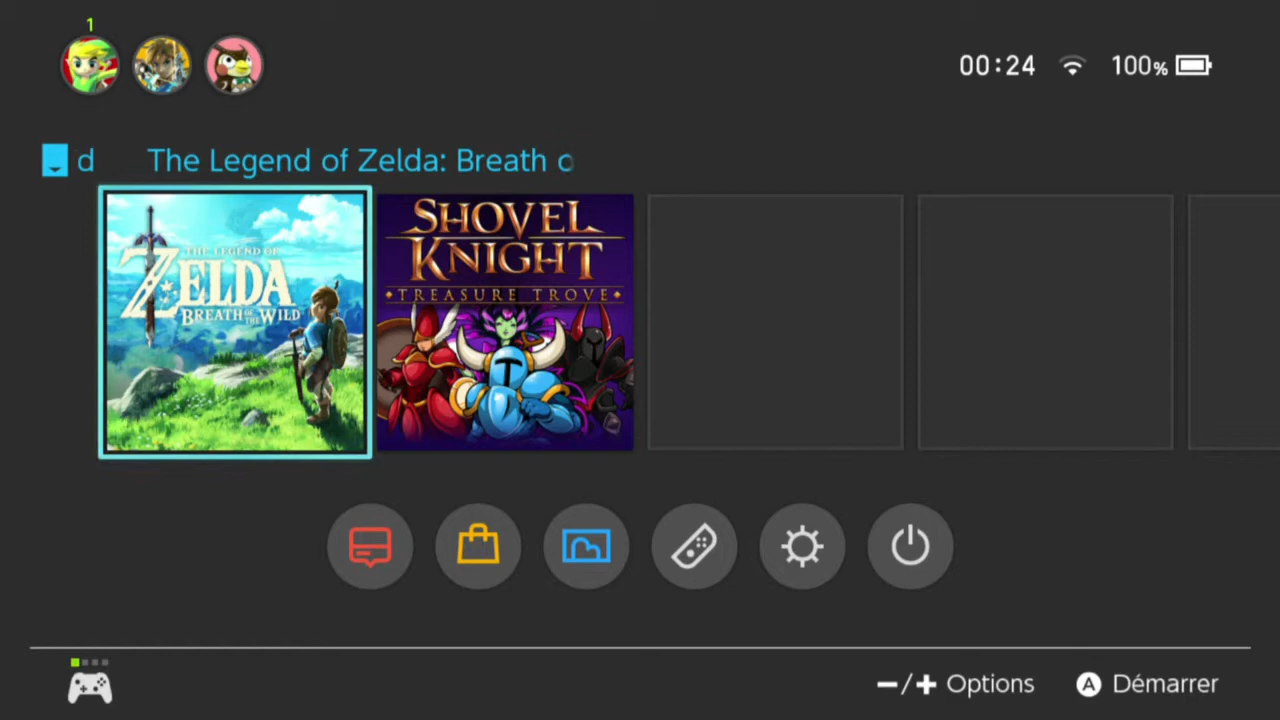 1
00:24
100%
d The Legend of Zelda: Breath o
THE LEGEND OF
ZELDA
BREATH OF THE WILD
SHOVEL
KNIGHT
TREASURE TROVE
−/+ Options
A Démarrer